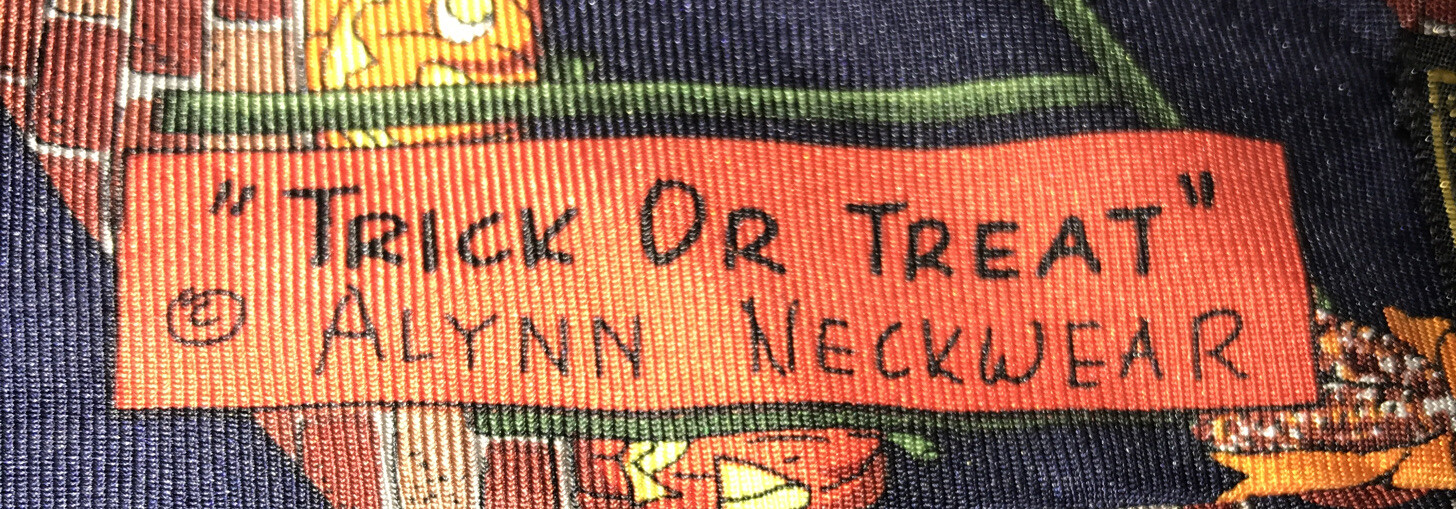 "TRICK OR TREAT"
© ALYNN NECKWEAR